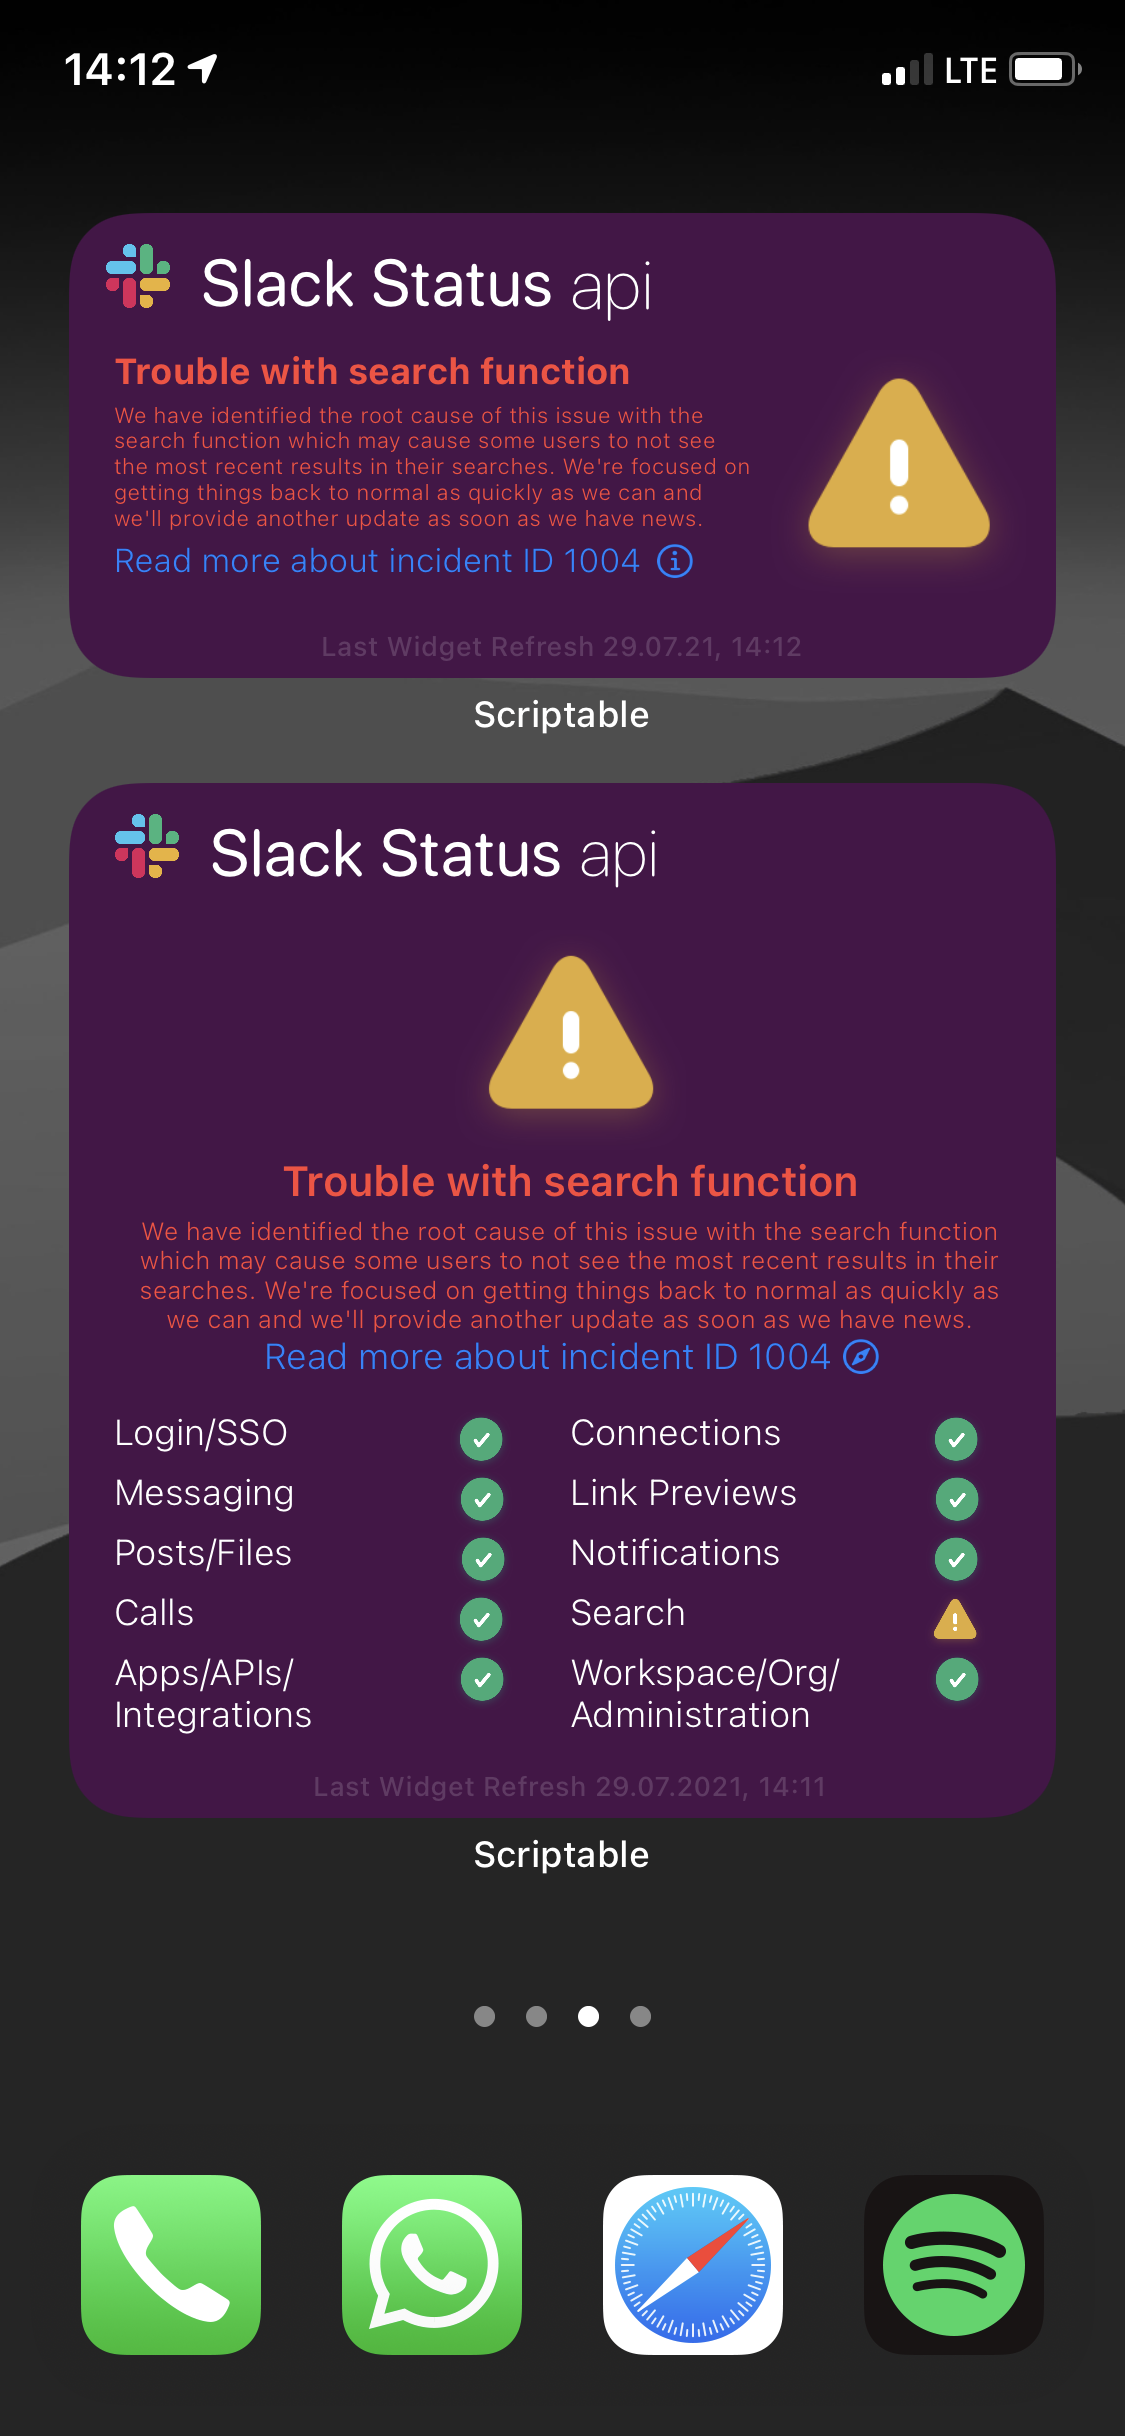 14:12
LTE
Slack Status api
Trouble with search function
We have identified the root cause of this issue with the
search function which may cause some users to not see
the most recent results in their searches. We're focused on
getting things back to normal as quickly as we can and
we'll provide another update as soon as we have news.
Read more about incident ID 1004
Last Widget Refresh 29.07.21, 14:12
Scriptable
Slack Status api
Trouble with search function
We have identified the root cause of this issue with the search function
which may cause some users to not see the most recent results in their
searches. We're focused on getting things back to normal as quickly as
we can and we'll provide another update as soon as we have news.
Read more about incident ID 1004
Login/SSO
Connections
Messaging
Link Previews
Posts/Files
Notifications
Calls
Search
Apps/APIs/
Integrations
Workspace/Org/
Administration
Last Widget Refresh 29.07.2021, 14:11
Scriptable